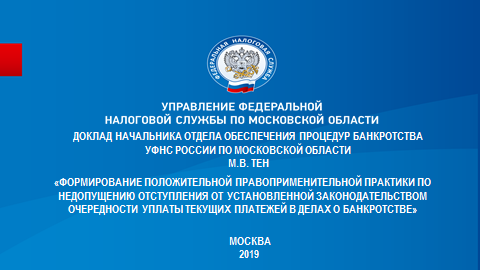 ФЕДЕРАЛЬНАЯ НАЛОГОВАЯ СЛУЖБА
УПРАВЛЕНИЕ ФЕДЕРАЛЬНОЙ
НАЛОГОВОЙ СЛУЖБЫ ПО МОСКОВСКОЙ ОБЛАСТИ
ДОКЛАД НАЧАЛЬНИКА ОТДЕЛА ОБЕСПЕЧЕНИЯ ПРОЦЕДУР БАНКРОТСТВА
УФНС РОССИИ ПО МОСКОВСКОЙ ОБЛАСТИ
М.В. ТЕН
«ФОРМИРОВАНИЕ ПОЛОЖИТЕЛЬНОЙ ПРАВОПРИМЕНИТЕЛЬНОЙ ПРАКТИКИ ПО
НЕДОПУЩЕНИЮ ОТСТУПЛЕНИЯ ОТ УСТАНОВЛЕННОЙ ЗАКОНОДАТЕЛЬСТВОМ
ОЧЕРЕДНОСТИ УПЛАТЫ ТЕКУЩИХ ПЛАТЕЖЕЙ В ДЕЛАХ О БАНКРОТСТВЕ»
МОСКВА
2019